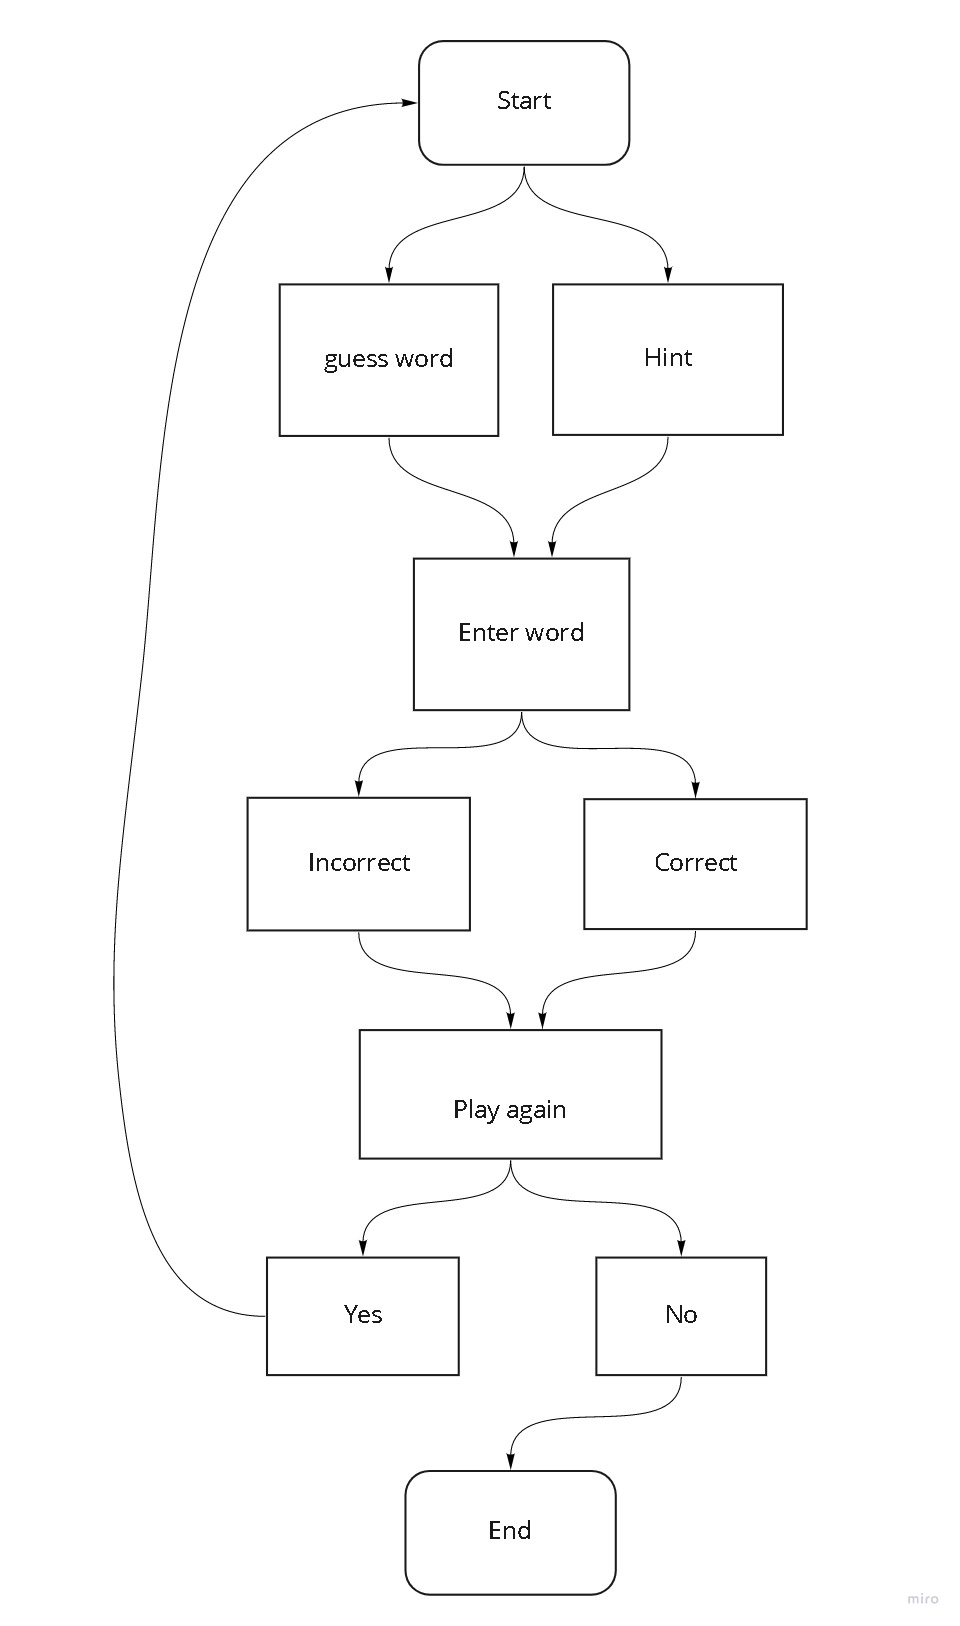 Start
guess word
Hint
Enter word
Incorrect
Correct
Play again
Yes
No
End
miro